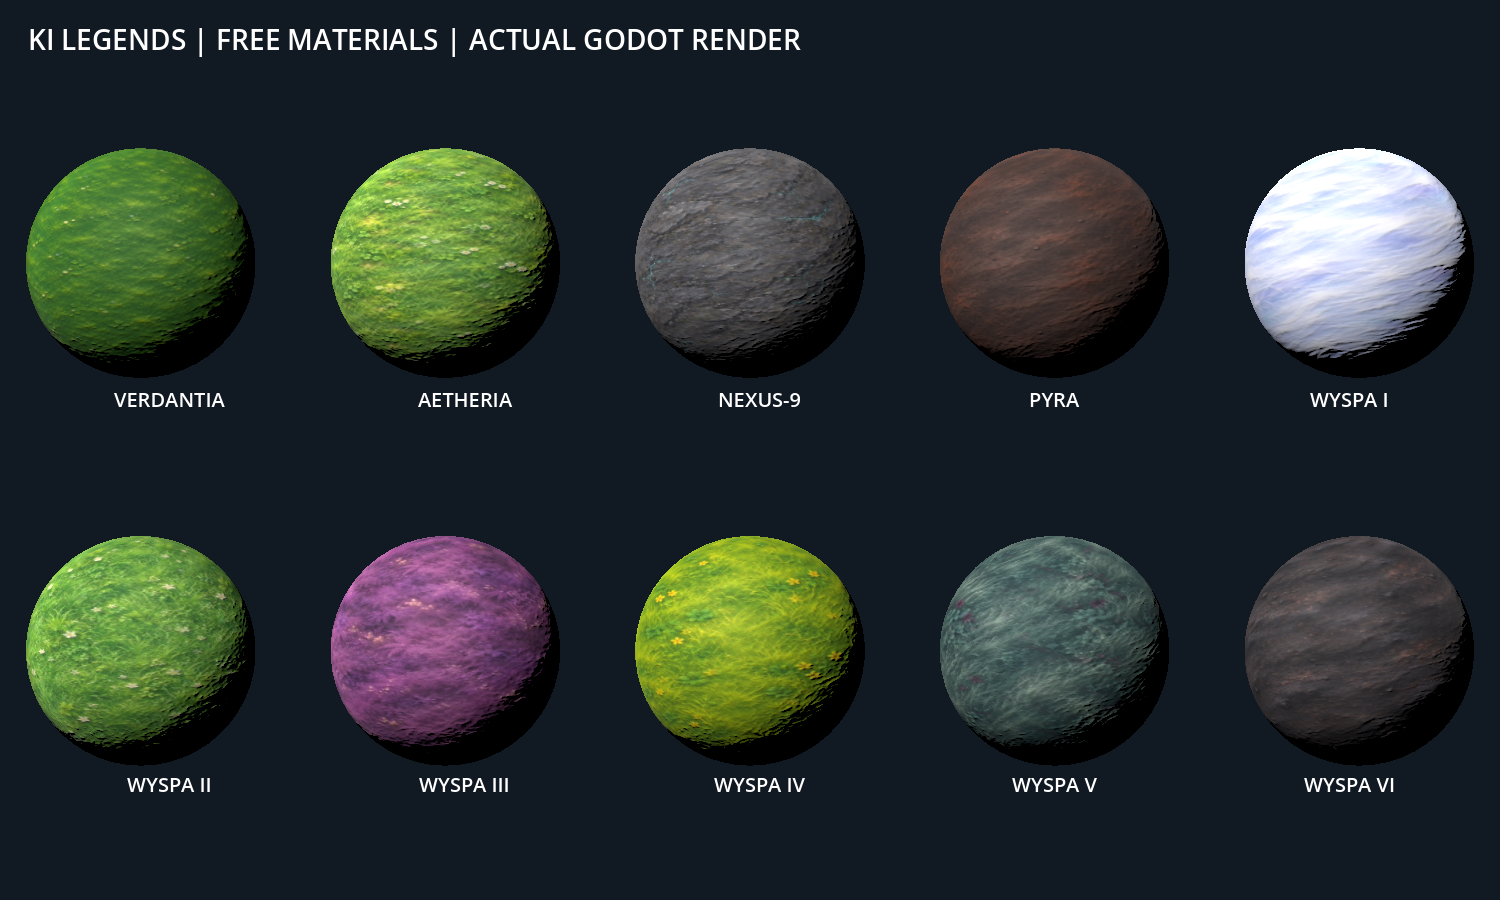 KI LEGENDS | FREE MATERIALS | ACTUAL GODOT RENDER
VERDANTIA
AETHERIA
NEXUS-9
PYRA
WYSPA I
WYSPA II
WYSPA III
WYSPA IV
WYSPA V
WYSPA VI